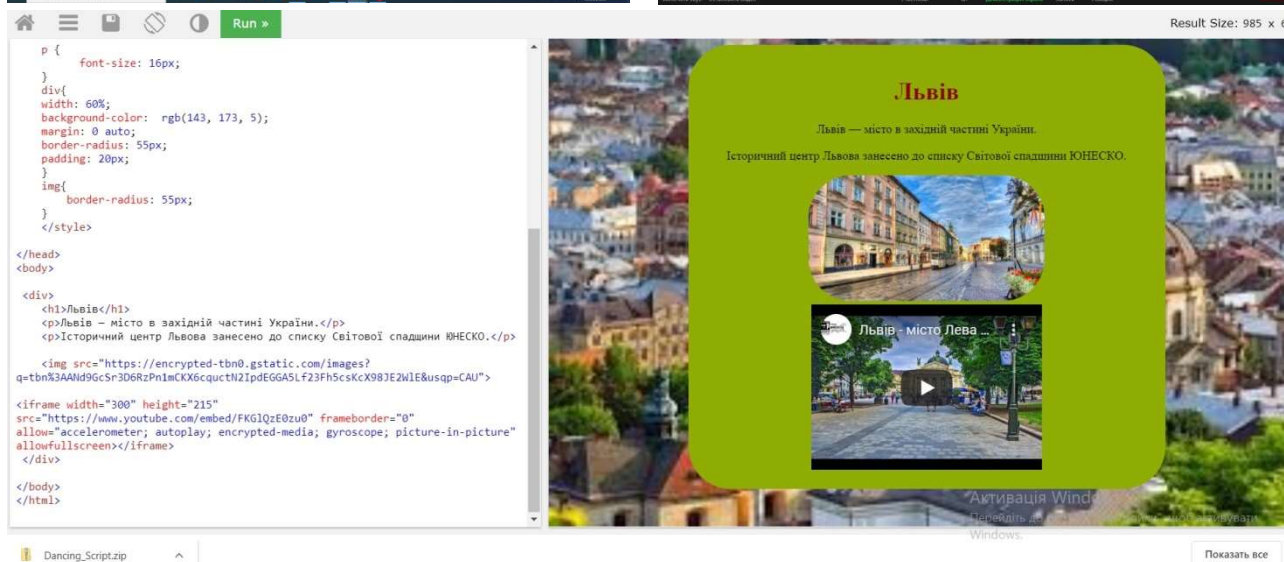 Run »
Result Size: 985 x
p {
font-size: 16px;
}
div{
width: 60%;
background-color: rgb(143, 173, 5);
margin: 0 auto;
border-radius: 55px;
padding: 20px;
}
img{
border-radius: 55px;
}
</style>
</head>
<body>
<div>
<h1>Львів</h1>
<p>Львів – місто в західній частині України.</p>
<p>Історичний центр Львова занесено до списку Світової спадщини ЮНЕСКО.</p>
<img src="https://encrypted-tbn0.gstatic.com/images?
q=tbn%3AANd9GcSr3D6RzPn1mCKX6cquctN2IpdEGGA5Lf23Fh5csKcX98JE2WlE&usqp=CAU">
<iframe width="300" height="215"
src="https://www.youtube.com/embed/FKGlQzE0zu0" frameborder="0"
allow="accelerometer; autoplay; encrypted-media; gyroscope; picture-in-picture"
allowfullscreen></iframe>
</div>
</body>
</html>
Львів
Львів — місто в західній частині України.
Історичний центр Львова занесено до списку Світової спадщини ЮНЕСКО.
Львів - місто Лева ...
Активація Windo
Перейдіть до активувати
Windows.
Dancing_Script.zip
Показать все